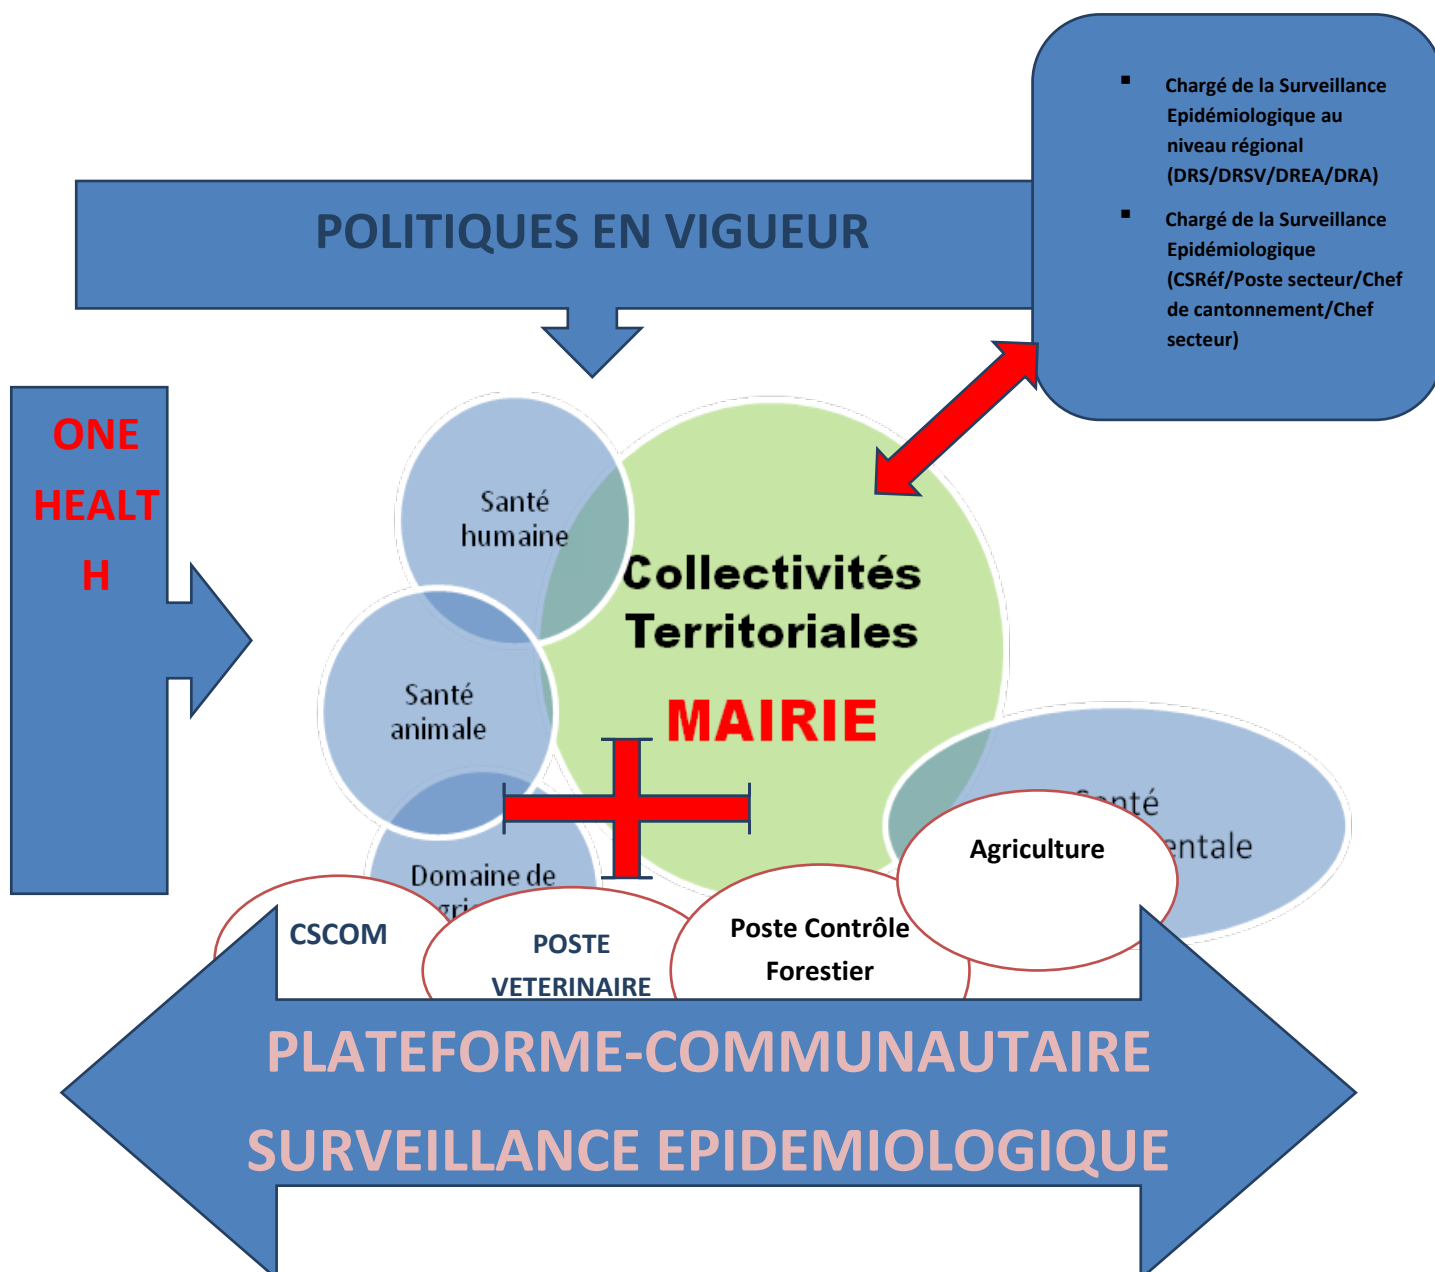 Chargé de la Surveillance
Epidémiologique au
niveau régional
(DRS/DRSV/DREA/DRA)
Chargé de la Surveillance
Epidémiologique
(CSRéf/Poste secteur/Chef
de cantonnement/Chef
secteur)
POLITIQUES EN VIGUEUR
ONE
HEALT
H
Santé
humaine
Collectivités
Territoriales
MAIRIE
Santé
animale
Agriculture
Domaine de
CSCOM
POSTE
VETERINAIRE
Poste Contrôle
Forestier
PLATEFORME-COMMUNAUTAIRE
SURVEILLANCE EPIDEMIOLOGIQUE